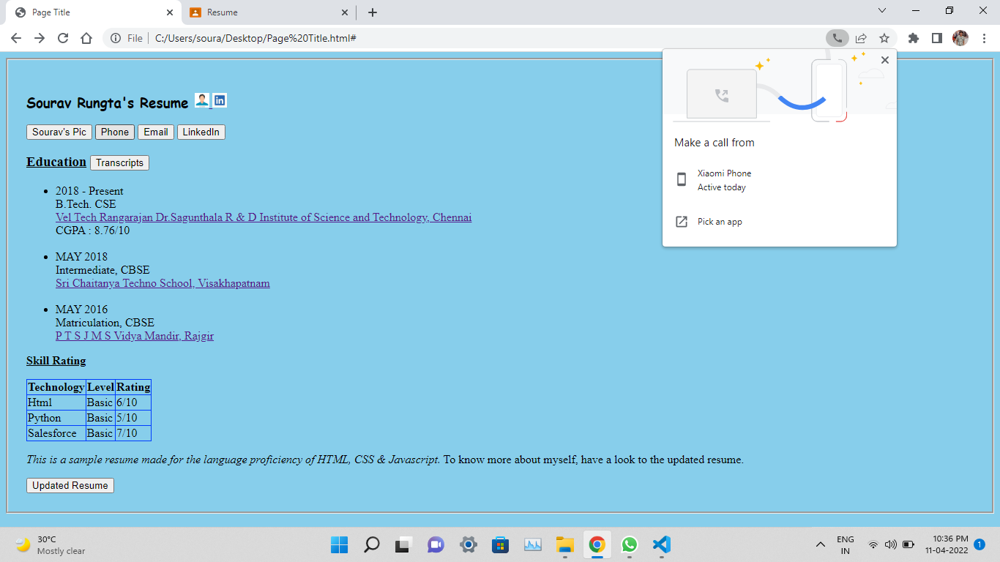 Page Title
Resume
File
C:/Users/soura/Desktop/Page%20Title.html#
Make a call from
Xiaomi Phone
Active today
Pick an app
Sourav Rungta's Resume
in
Sourav's Pic Phone Email LinkedIn
Education Transcripts
2018 - Present
B.Tech. CSE
Vel Tech Rangarajan Dr.Sagunthala R & D Institute of Science and Technology, Chennai
CGPA : 8.76/10
MAY 2018
Intermediate, CBSE
Sri Chaitanya Techno School, Visakhapatnam
MAY 2016
Matriculation, CBSE
P T S J M S Vidya Mandir, Rajgir
Skill Rating
Technology Level Rating
Html Basic 6/10
Python Basic 5/10
Salesforce Basic 7/10
This is a sample resume made for the language proficiency of HTML, CSS & Javascript. To know more about myself, have a look to the updated resume.
Updated Resume
30°C
Mostly clear
ENG
IN
10:36 PM
11-04-2022
1